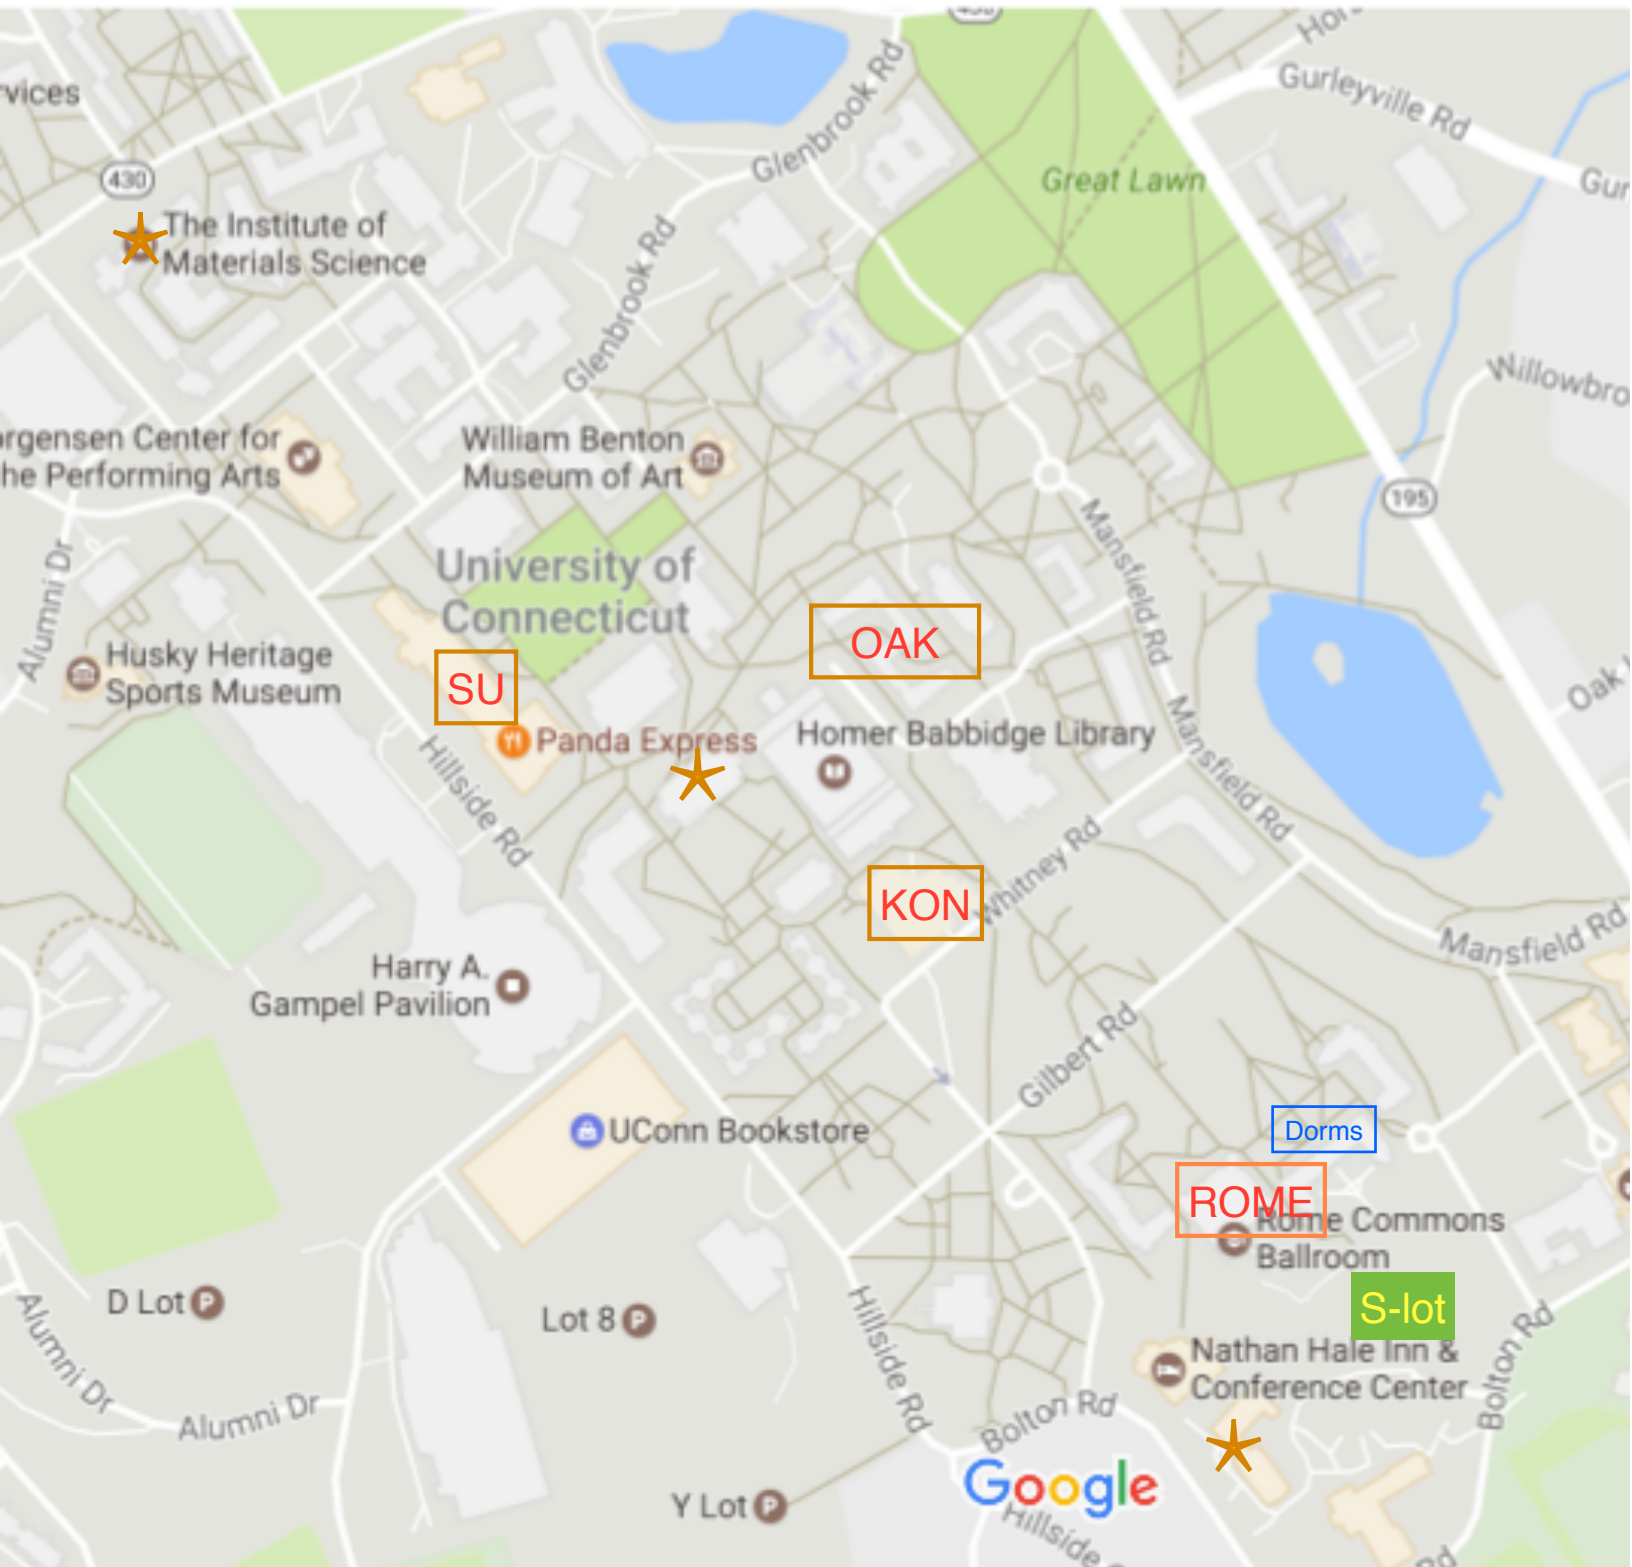 Glenbrook Rd
Gurleyville Rd
rvices
430
Great Lawn
Gur
The Institute of
Materials Science
Glenbrook Rd
Willowbro
rgensen Center for
he Performing Arts
William Benton
Museum of Art
195
Mansfield Rd
University of
Connecticut
Alumni Dr
OAK
Husky Heritage
Sports Museum
SU
Oak
Panda Express
Homer Babbidge Library
Mansfield Rd
Hillside Rd
Whitney Rd
KON
Mansfield Rd
Harry A.
Gampel Pavilion
Gilbert Rd
UConn Bookstore
Dorms
ROME
Rome Commons
Ballroom
D Lot P
Lot 8 P
S-lot
Alumni Dr
Hillside Rd
Nathan Hale Inn &
Conference Center
Bolton Rd
Alumni Dr
Bolton Rd
Google
Y Lot P
Hillside
Rd